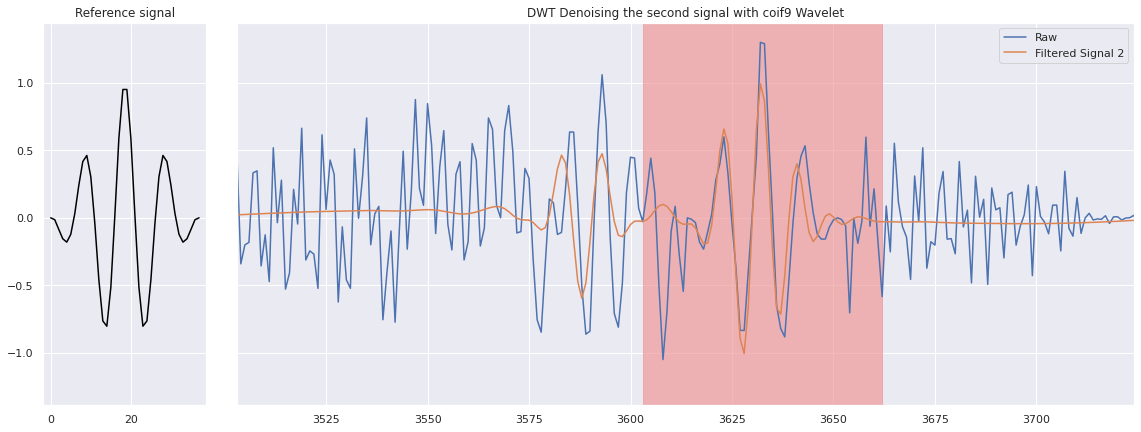 Reference signal
DWT Denoising the second signal with coif9 Wavelet
Raw
Filtered Signal 2
1.0
0.5
0.0
−0.5
−1.0
0 20
3525 3550 3575 3600 3625 3650 3675 3700